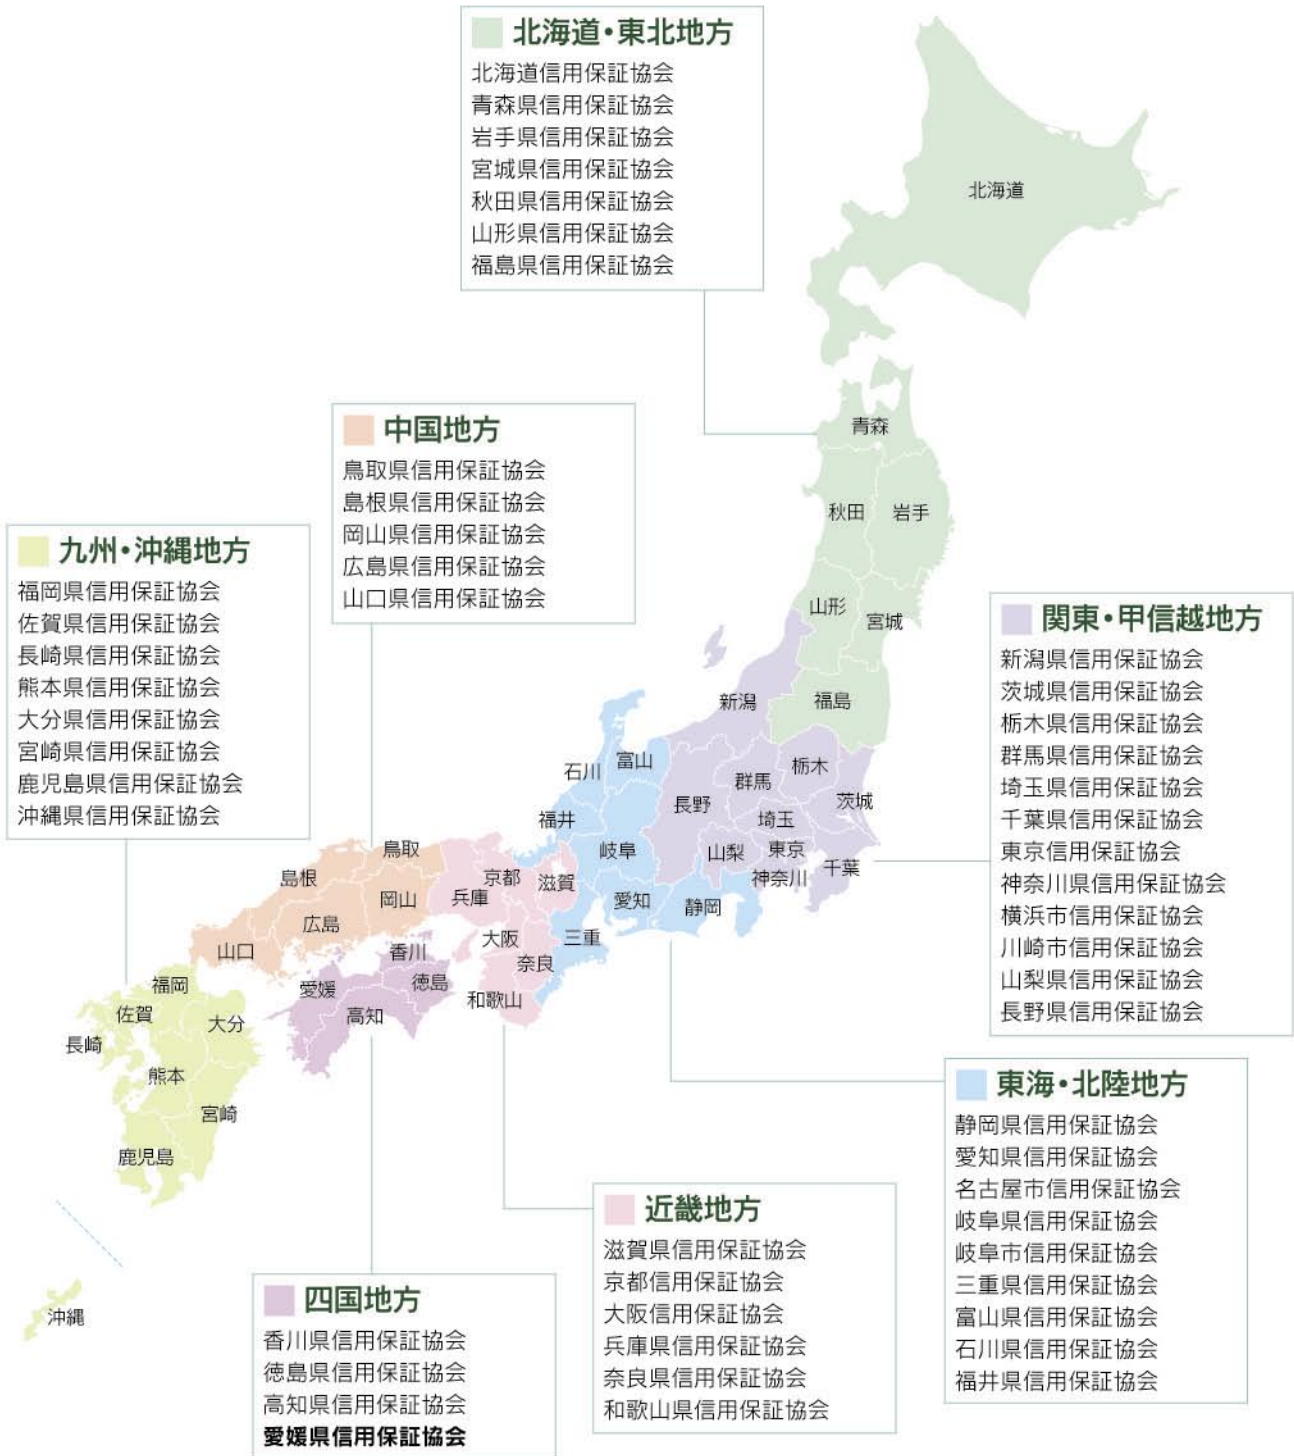 北海道・東北地方
北海道信用保証協会
青森県信用保証協会
岩手県信用保証協会
宮城県信用保証協会
秋田県信用保証協会
山形県信用保証協会
福島県信用保証協会
中国地方
鳥取県信用保証協会
島根県信用保証協会
岡山県信用保証協会
広島県信用保証協会
山口県信用保証協会
九州・沖縄地方
福岡県信用保証協会
佐賀県信用保証協会
長崎県信用保証協会
熊本県信用保証協会
大分県信用保証協会
宮崎県信用保証協会
鹿児島県信用保証協会
沖縄県信用保証協会
関東・甲信越地方
新潟県信用保証協会
茨城県信用保証協会
栃木県信用保証協会
群馬県信用保証協会
埼玉県信用保証協会
千葉県信用保証協会
東京信用保証協会
神奈川県信用保証協会
横浜市信用保証協会
川崎市信用保証協会
山梨県信用保証協会
長野県信用保証協会
東海・北陸地方
静岡県信用保証協会
愛知県信用保証協会
名古屋市信用保証協会
岐阜県信用保証協会
岐阜市信用保証協会
三重県信用保証協会
富山県信用保証協会
石川県信用保証協会
福井県信用保証協会
近畿地方
滋賀県信用保証協会
京都信用保証協会
大阪信用保証協会
兵庫県信用保証協会
奈良県信用保証協会
和歌山県信用保証協会
四国地方
香川県信用保証協会
徳島県信用保証協会
高知県信用保証協会
愛媛県信用保証協会
北海道
青森
秋田
岩手
山形
宮城
福島
新潟
富山
石川
福井
長野
群馬
栃木
茨城
埼玉
山梨
東京
神奈川
千葉
岐阜
愛知
静岡
三重
滋賀
京都
兵庫
大阪
奈良
和歌山
鳥取
島根
岡山
広島
山口
香川
徳島
愛媛
高知
福岡
佐賀
長崎
大分
熊本
宮崎
鹿児島
沖縄